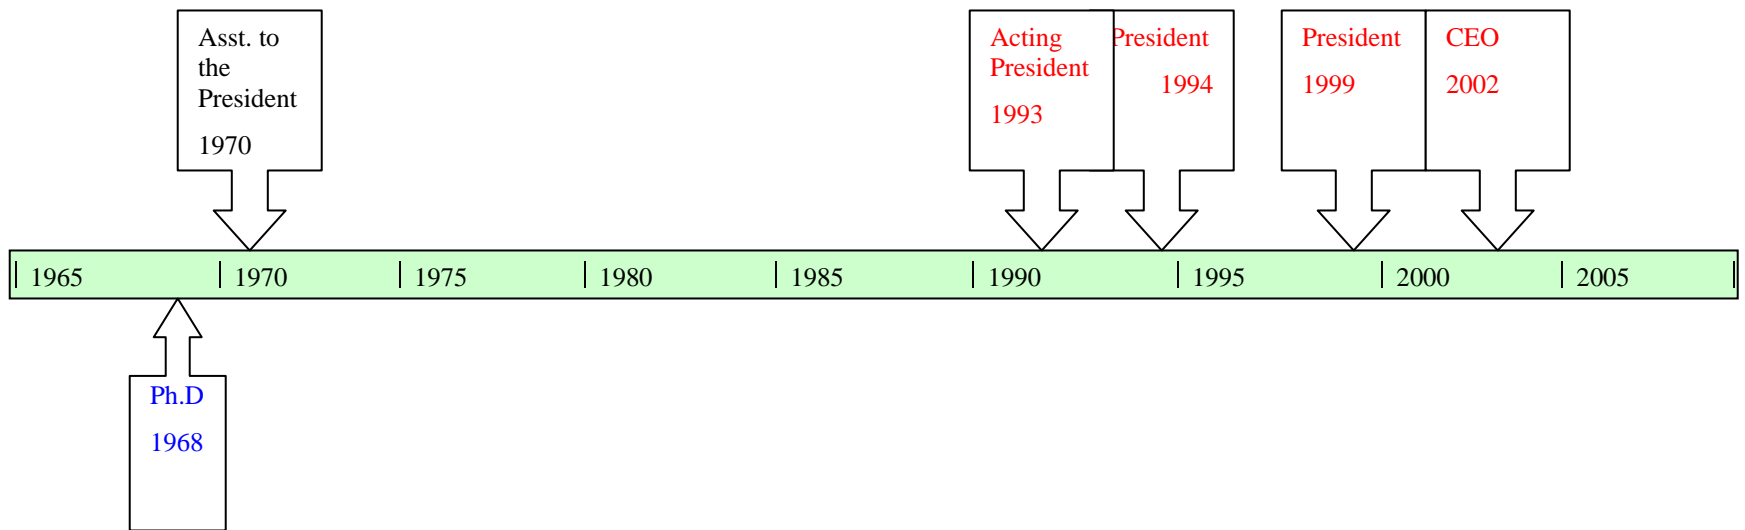 Asst. to
the
President
1970
Acting
President
1993
President
1994
President
1999
CEO
2002
1965 1970 1975 1980 1985 1990 1995 2000 2005
Ph.D
1968